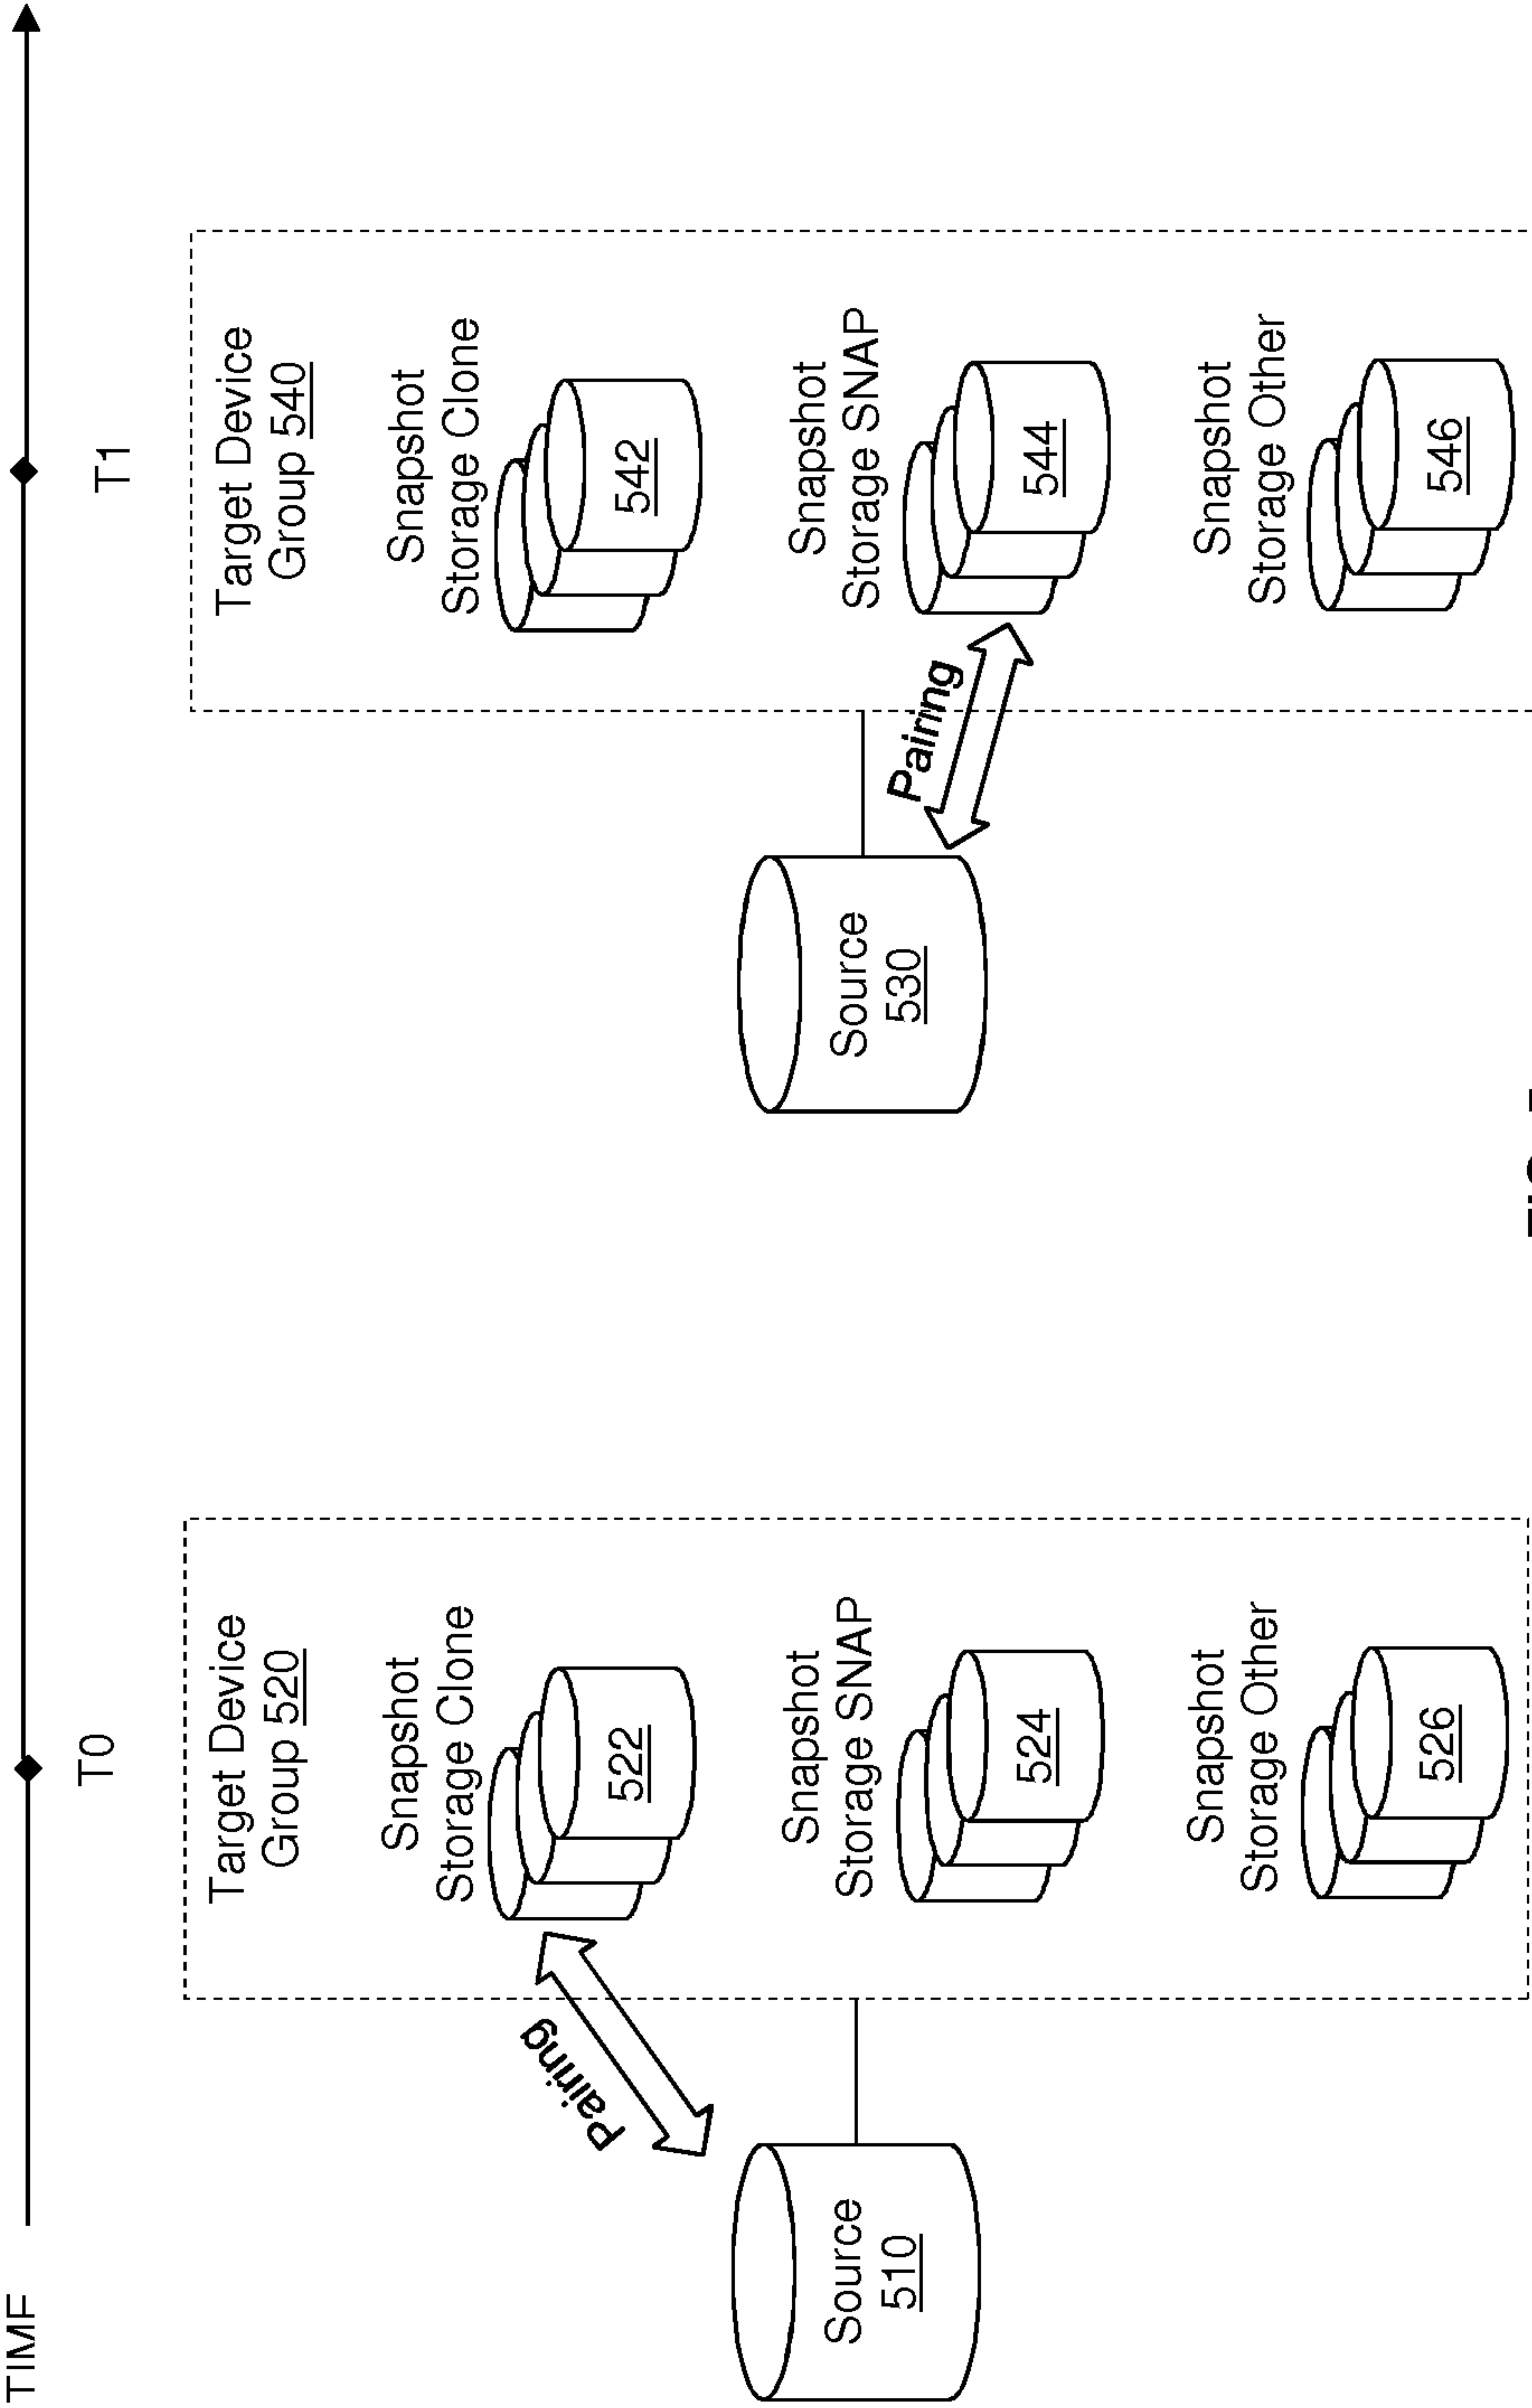 TIME
T0
T1
Target Device
Group 520
Snapshot
Storage Clone
522
Pairing
Snapshot
Storage SNAP
524
Source
510
Snapshot
Storage Other
526
Target Device
Group 540
Snapshot
Storage Clone
542
Snapshot
Storage SNAP
544
Pairing
Source
530
Snapshot
Storage Other
546